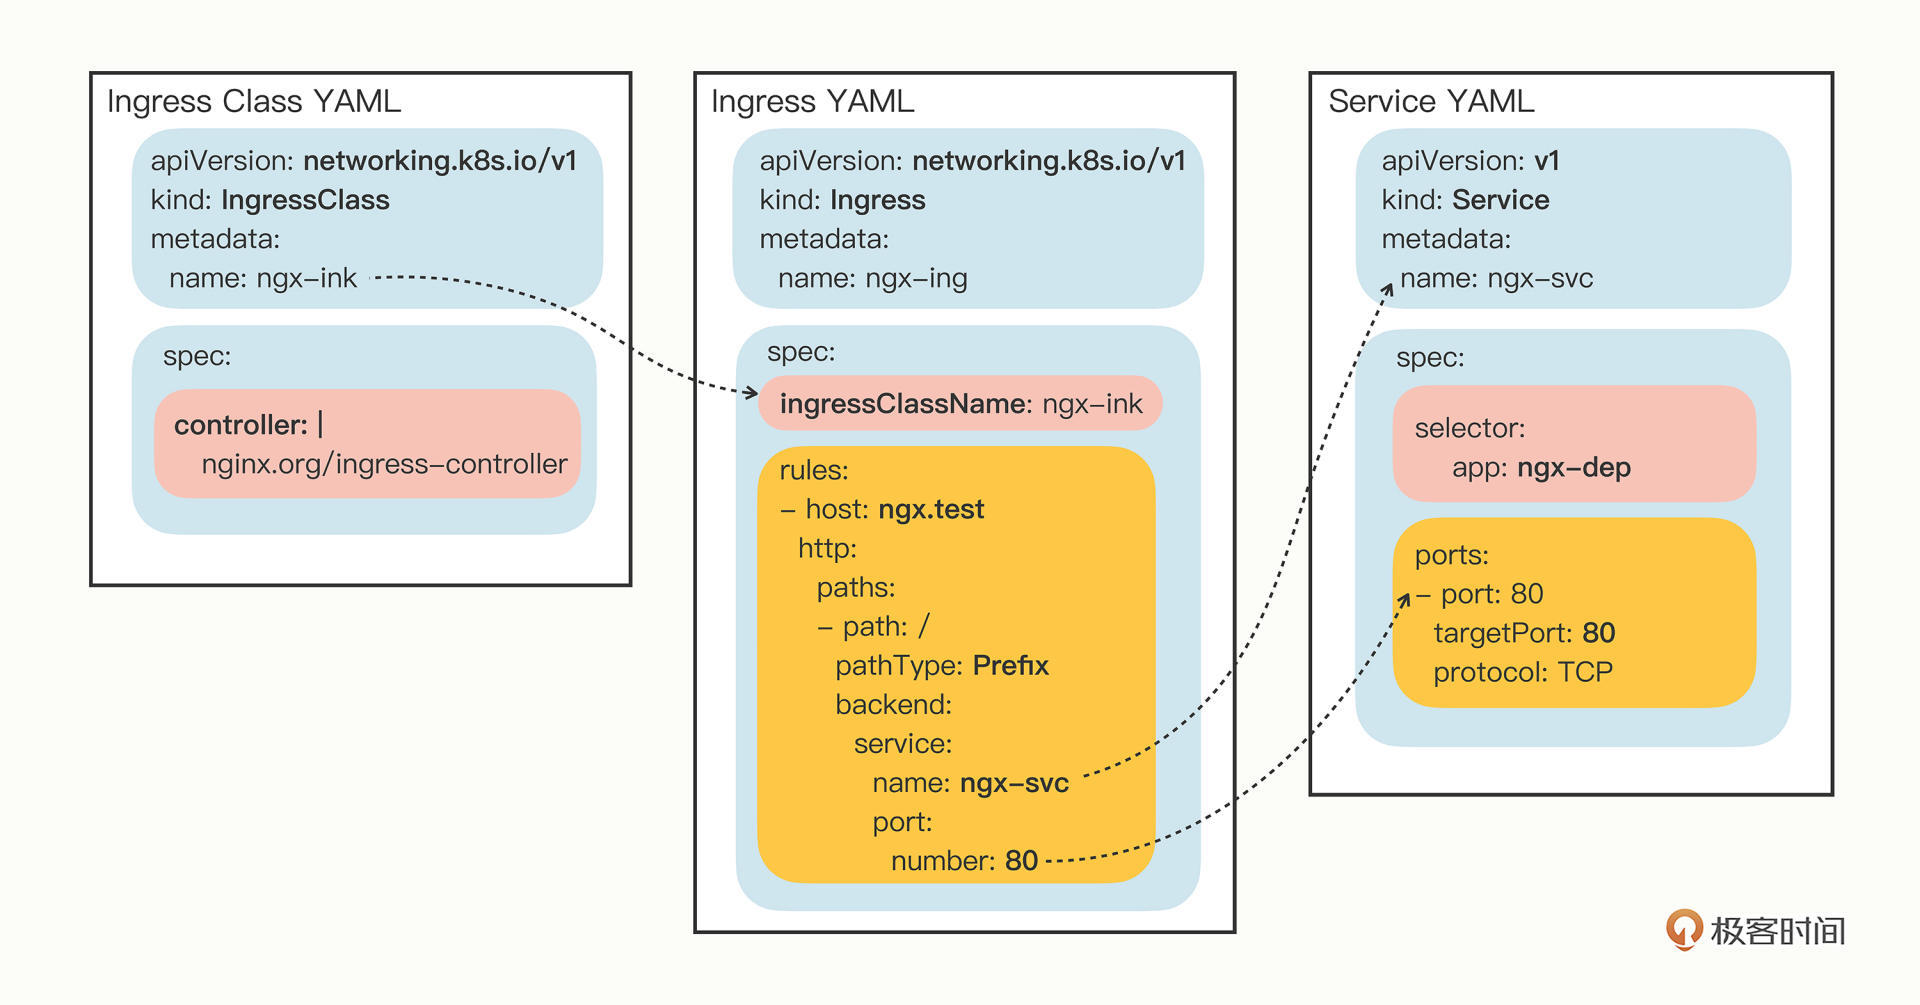 Ingress Class YAML
apiVersion: networking.k8s.io/v1
kind: IngressClass
metadata:
name: ngx-ink
spec:
controller: |
nginx.org/ingress-controller
Ingress YAML
apiVersion: networking.k8s.io/v1
kind: Ingress
metadata:
name: ngx-ing
spec:
ingressClassName: ngx-ink
rules:
- host: ngx.test
http:
paths:
- path: /
pathType: Prefix
backend:
service:
name: ngx-svc
port:
number: 80
Service YAML
apiVersion: v1
kind: Service
metadata:
name: ngx-svc
spec:
selector:
app: ngx-dep
ports:
- port: 80
targetPort: 80
protocol: TCP
极客时间